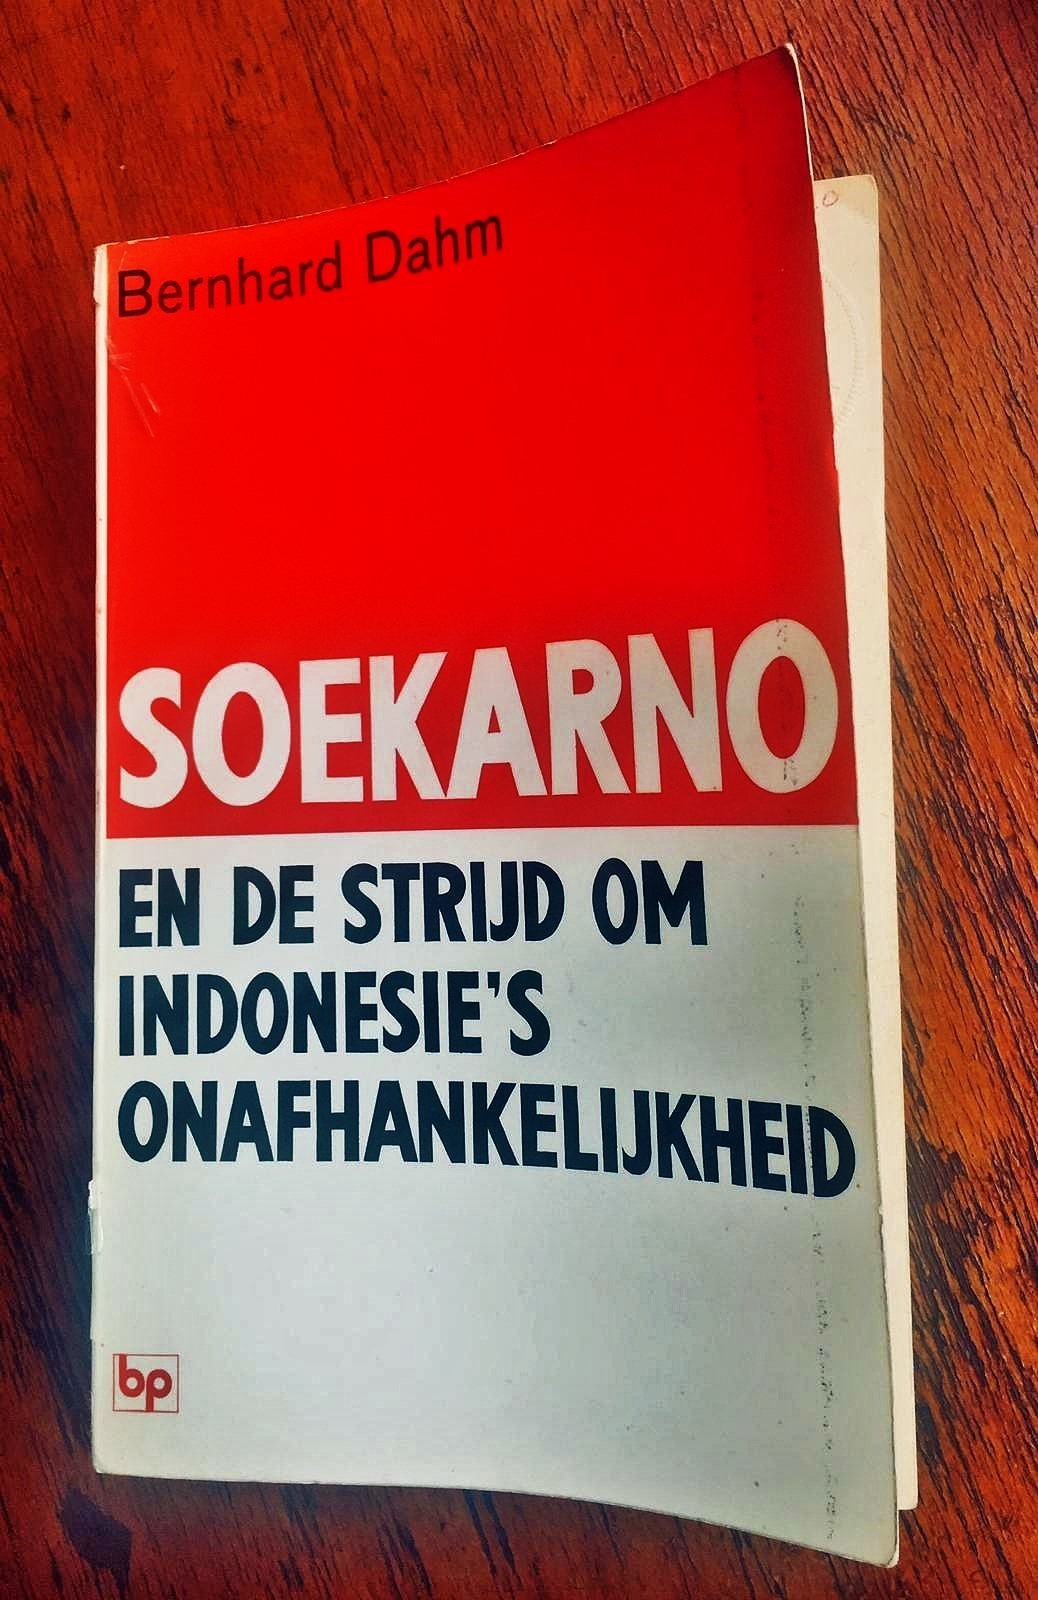 Bernhard Dahm
SOEKARNO
EN DE STRIJD OM
INDONESIE'S
ONAFHANKELIJKHEID
bp